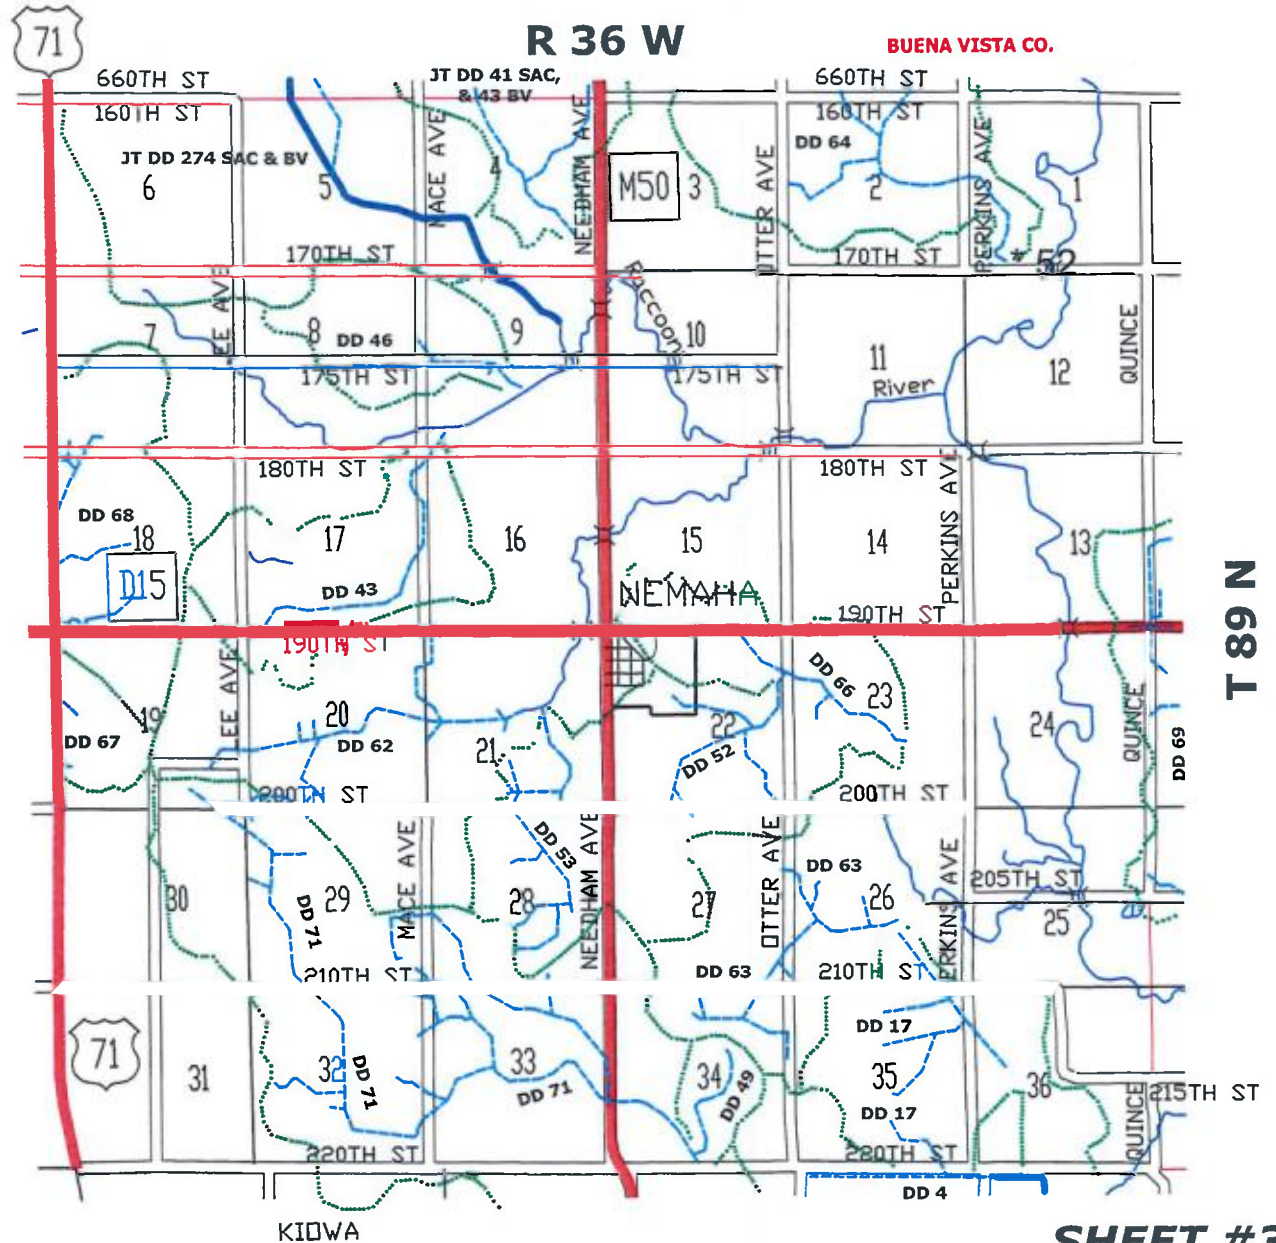 71
R 36 W
BUENA VISTA CO.
660TH ST
JT DD 41 SAC,
& 43 BV
660TH ST
160TH ST
160TH ST
JT DD 274 SAC & BV
DD 64
MACE AVE
NEEDHAM AVE
OTTER AVE
PERKINS AVE
6
5
4
M50
3
2
1
170TH ST
170TH ST
* 52
LEE AVE
Raccoon
QUINCE
7
8
DD 46
9
10
11
12
175TH ST
175TH ST
River
180TH ST
180TH ST
PERKINS AVE
DD 68
18
17
16
15
14
13
D15
DD 43
NEMAHA
190TH ST
T 89 N
190TH ST
LEE AVE
DD 66
QUINCE
19
20
21
22
23
24
DD 67
DD 62
DD 52
DD 69
200TH ST
200TH ST
MACE AVE
DD 53
NEEDHAM AVE
OTTER AVE
DD 63
PERKINS AVE
205TH ST
30
29
DD 71
28
27
26
25
210TH ST
DD 63
210TH ST
DD 17
71
31
32
DD 71
33
DD 71
34
DD 49
35
36
QUINCE
215TH ST
DD 17
220TH ST
220TH ST
DD 4
KIOWA
SHEET #3